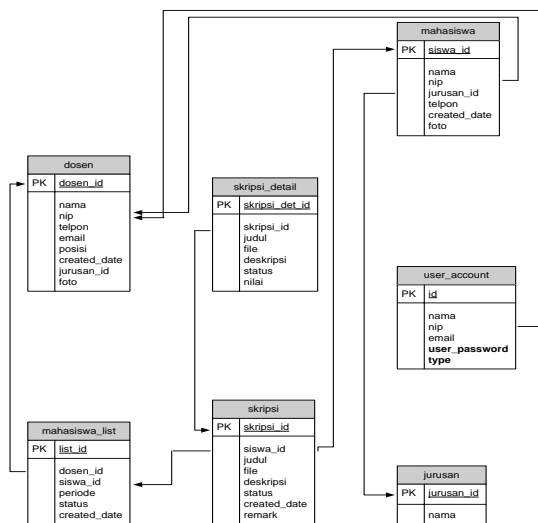 mahasiswa
PK siswa_id
nama
nip
jurusan_id
telpon
created_date
foto
dosen
PK dosen_id
nama
nip
telpon
email
posisi
created_date
jurusan_id
foto
skripsi_detail
PK skripsi_det_id
skripsi_id
judul
file
deskripsi
status
nilai
user_account
PK id
nama
nip
email
user_password
type
mahasiswa_list
PK list_id
dosen_id
siswa_id
periode
status
created_date
skripsi
PK skripsi_id
siswa_id
judul
file
deskripsi
status
created_date
remark
jurusan
PK jurusan_id
nama